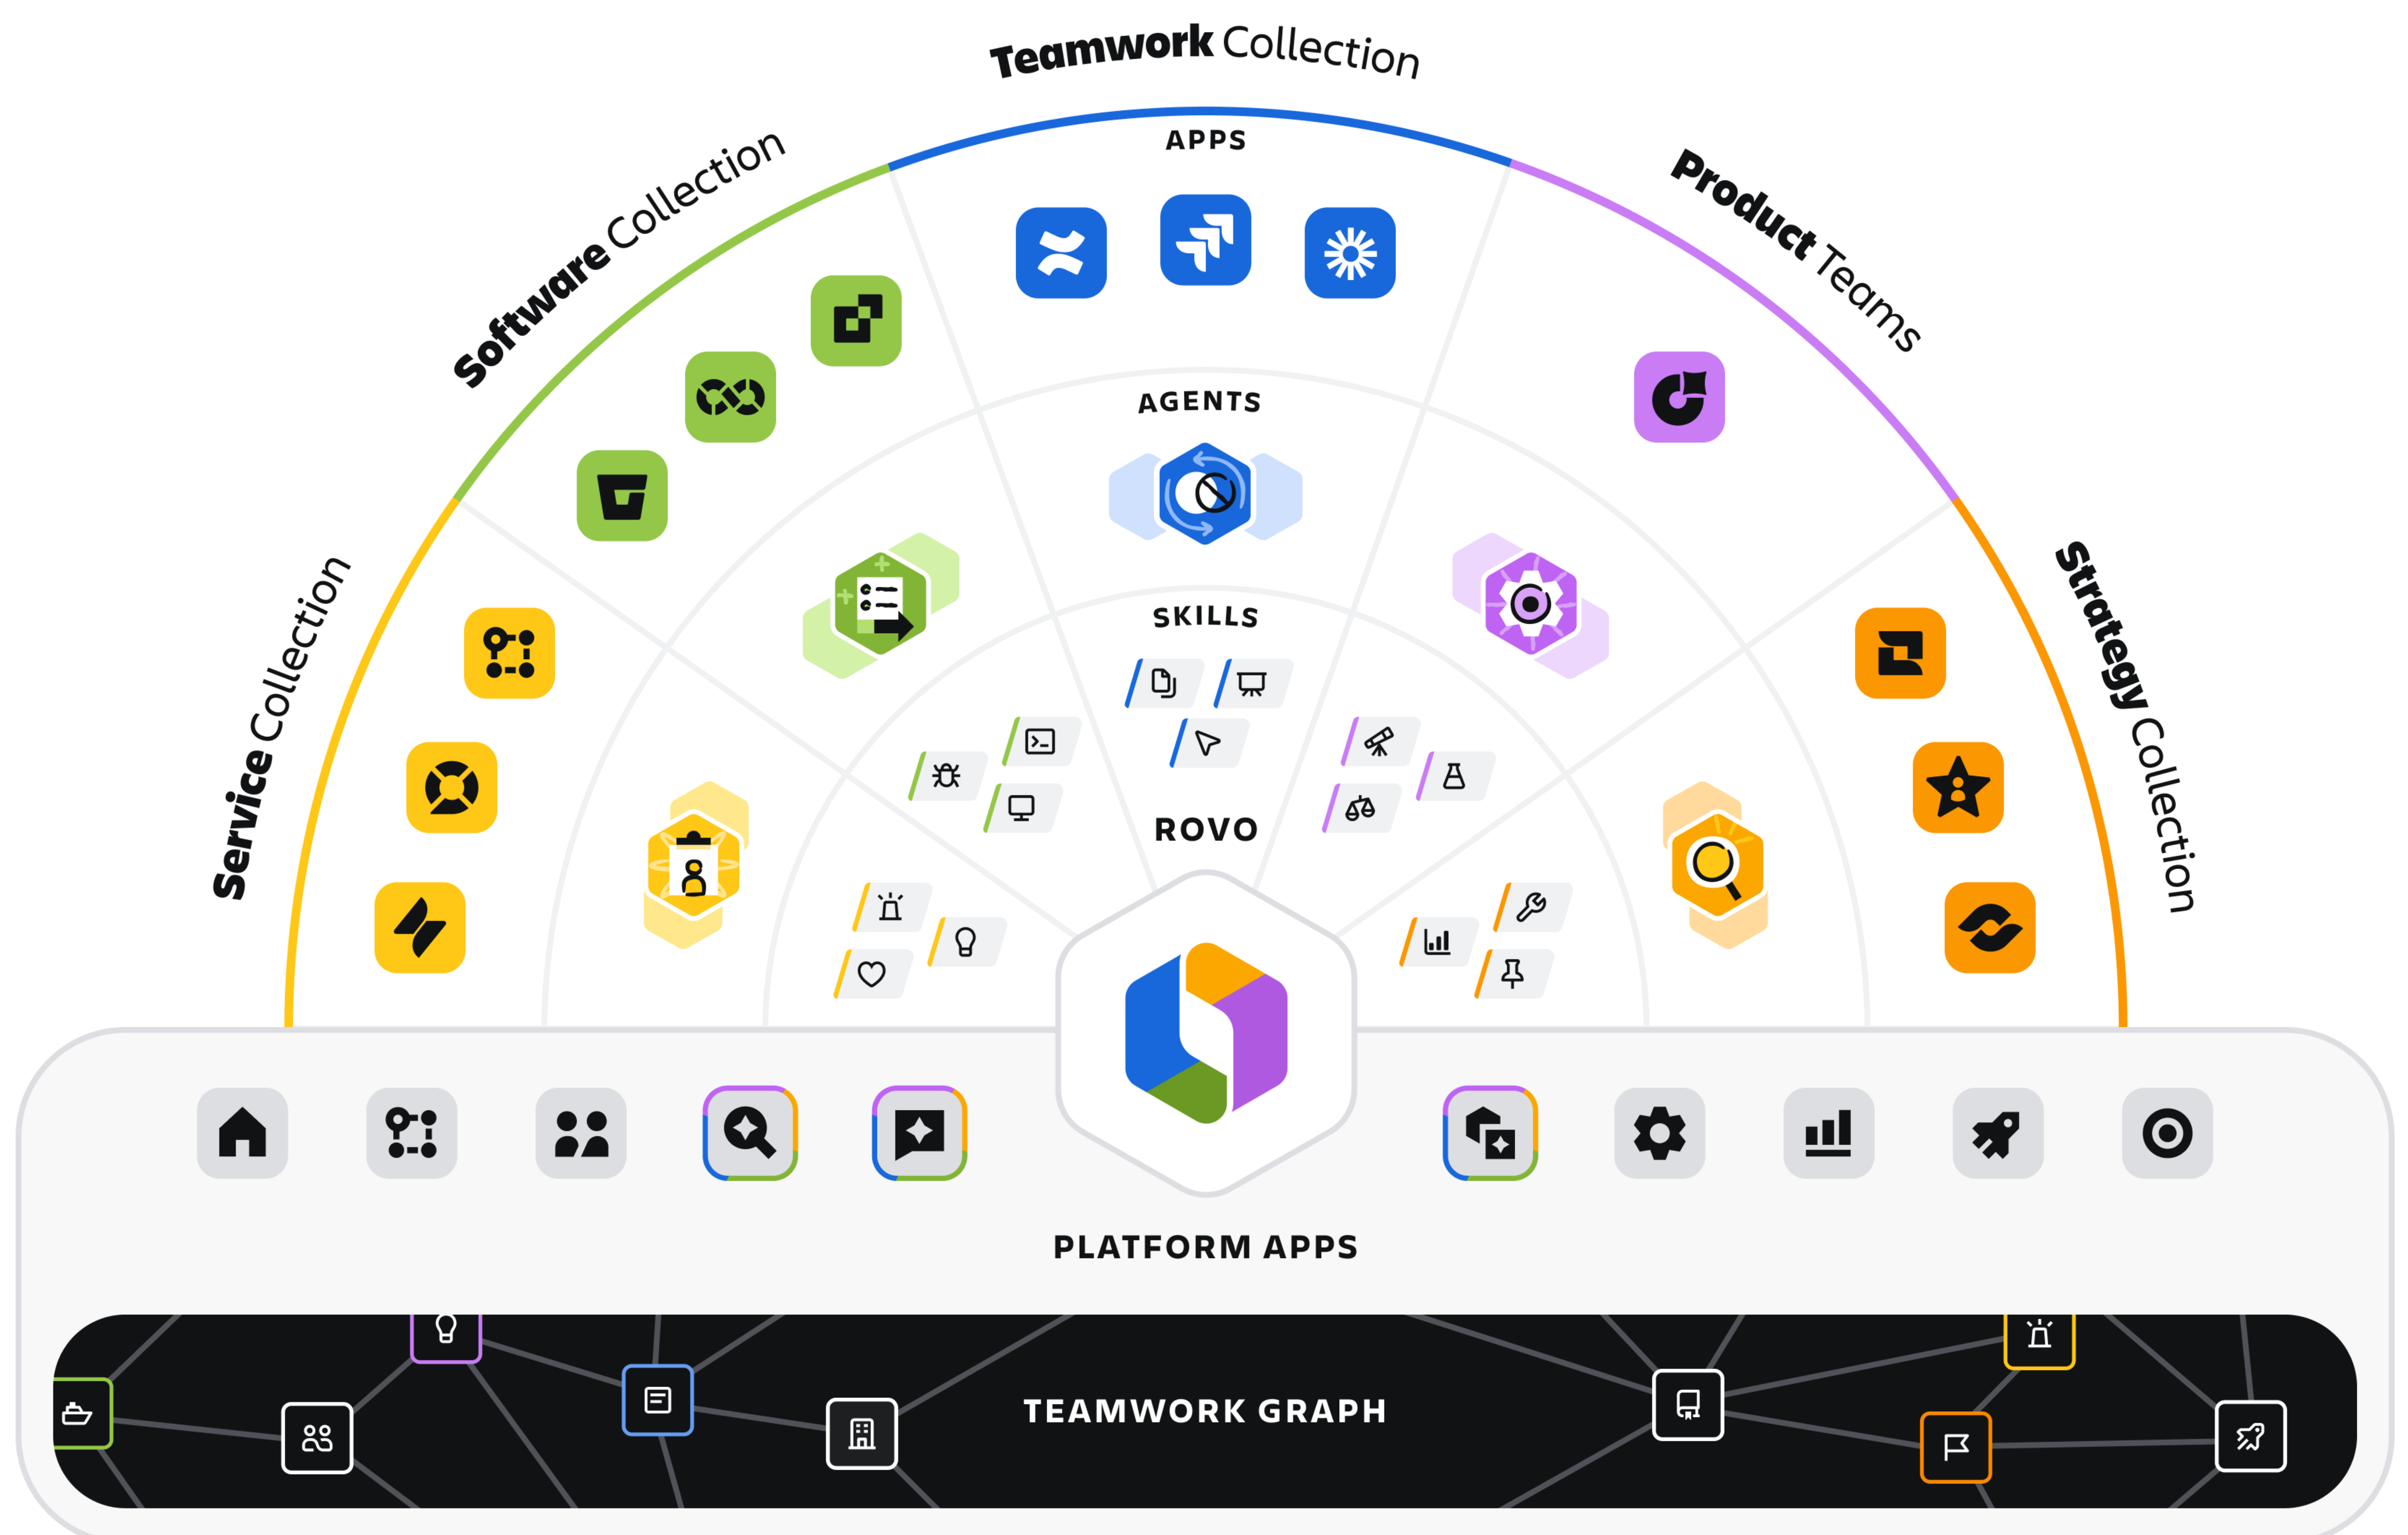 Teamwork Collection
Software Collection
Product Teams
Service Collection
Strategy Collection
APPS
AGENTS
SKILLS
ROVO
PLATFORM APPS
TEAMWORK GRAPH